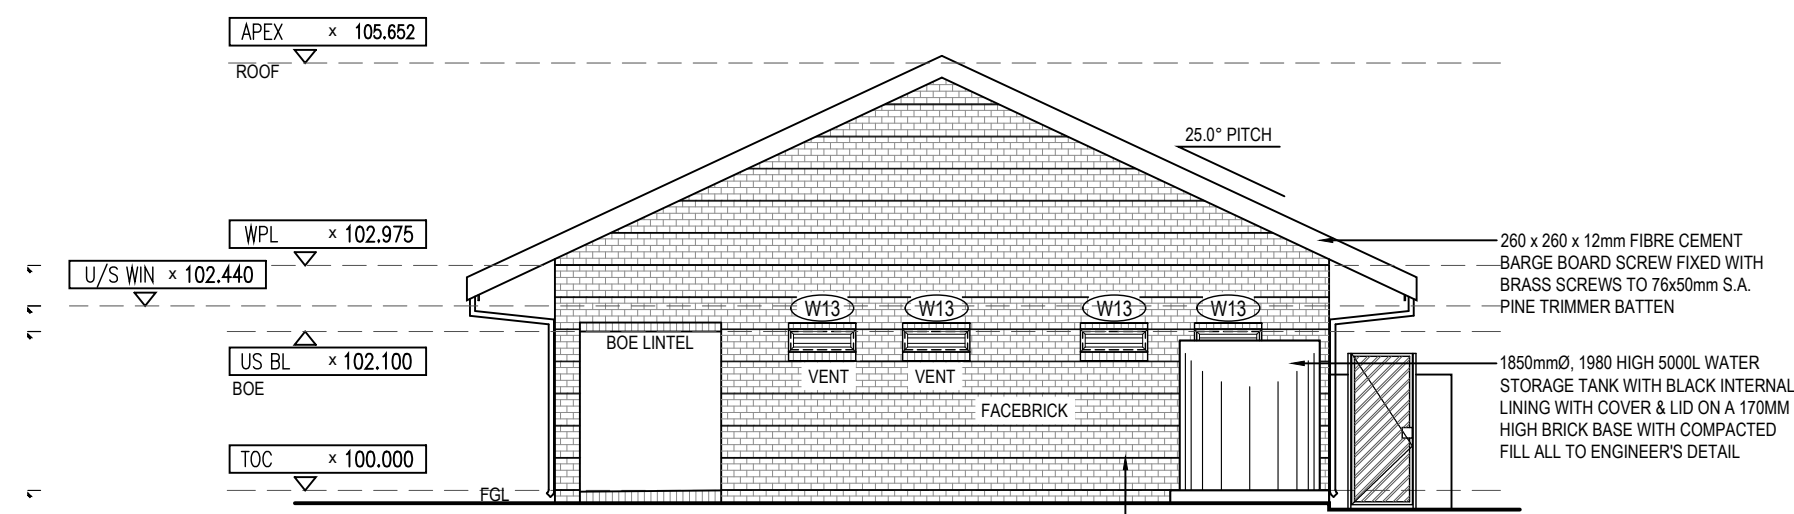 APEX x 105.652
ROOF
25.0° PITCH
WPL x 102.975
U/S WIN x 102.440
260 x 260 x 12mm FIBRE CEMENT
BARGE BOARD SCREW FIXED WITH
BRASS SCREWS TO 76x50mm S.A.
PINE TRIMMER BATTEN
W13 W13 W13 W13
BOE LINTEL
US BL x 102.100
BOE
VENT VENT
1850mmØ, 1980 HIGH 5000L WATER
STORAGE TANK WITH BLACK INTERNAL
LINING WITH COVER & LID ON A 170MM
HIGH BRICK BASE WITH COMPACTED
FILL ALL TO ENGINEER'S DETAIL
FACEBRICK
TOC x 100.000
FGL